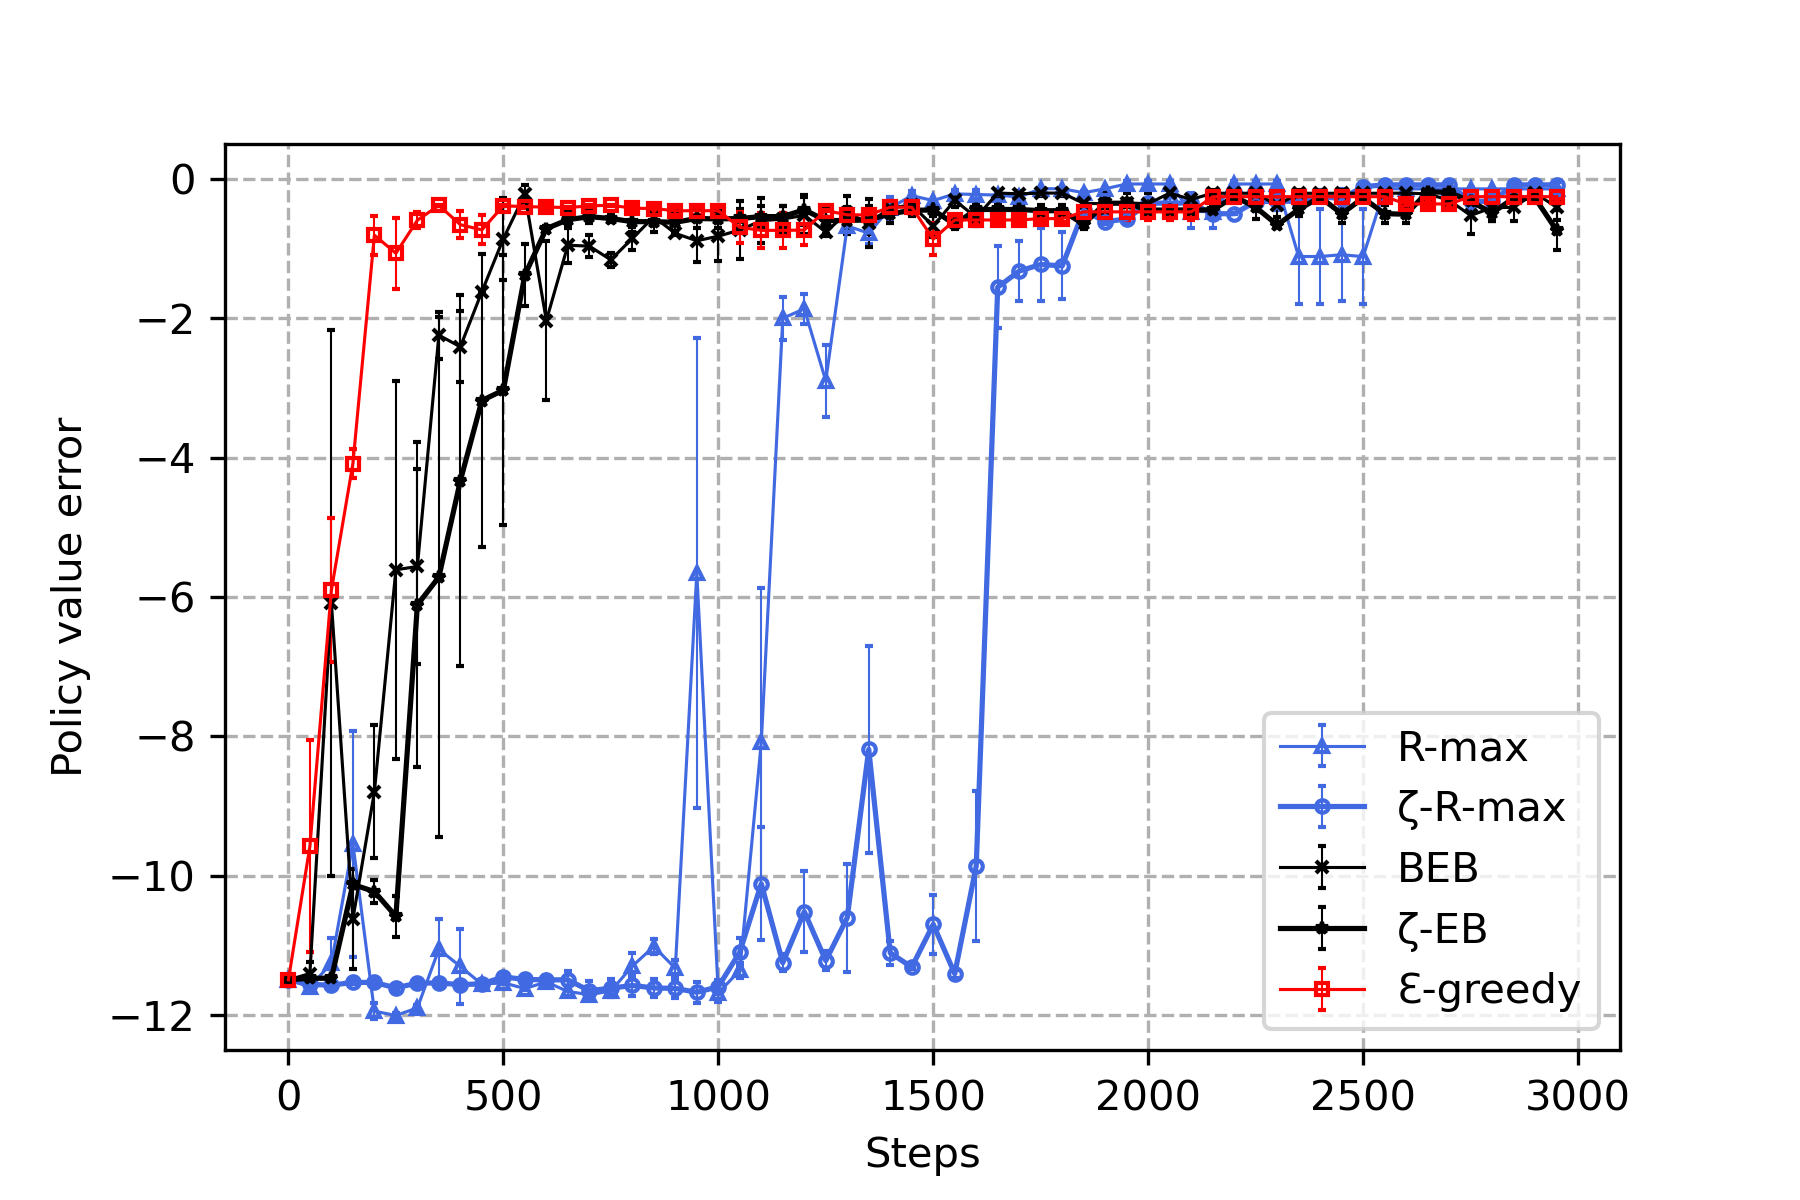 0
−2
−4
−6
−8
−10
−12
Policy value error
0 500 1000 1500 2000 2500 3000
Steps
R-max
ζ-R-max
BEB
ζ-EB
Ɛ-greedy